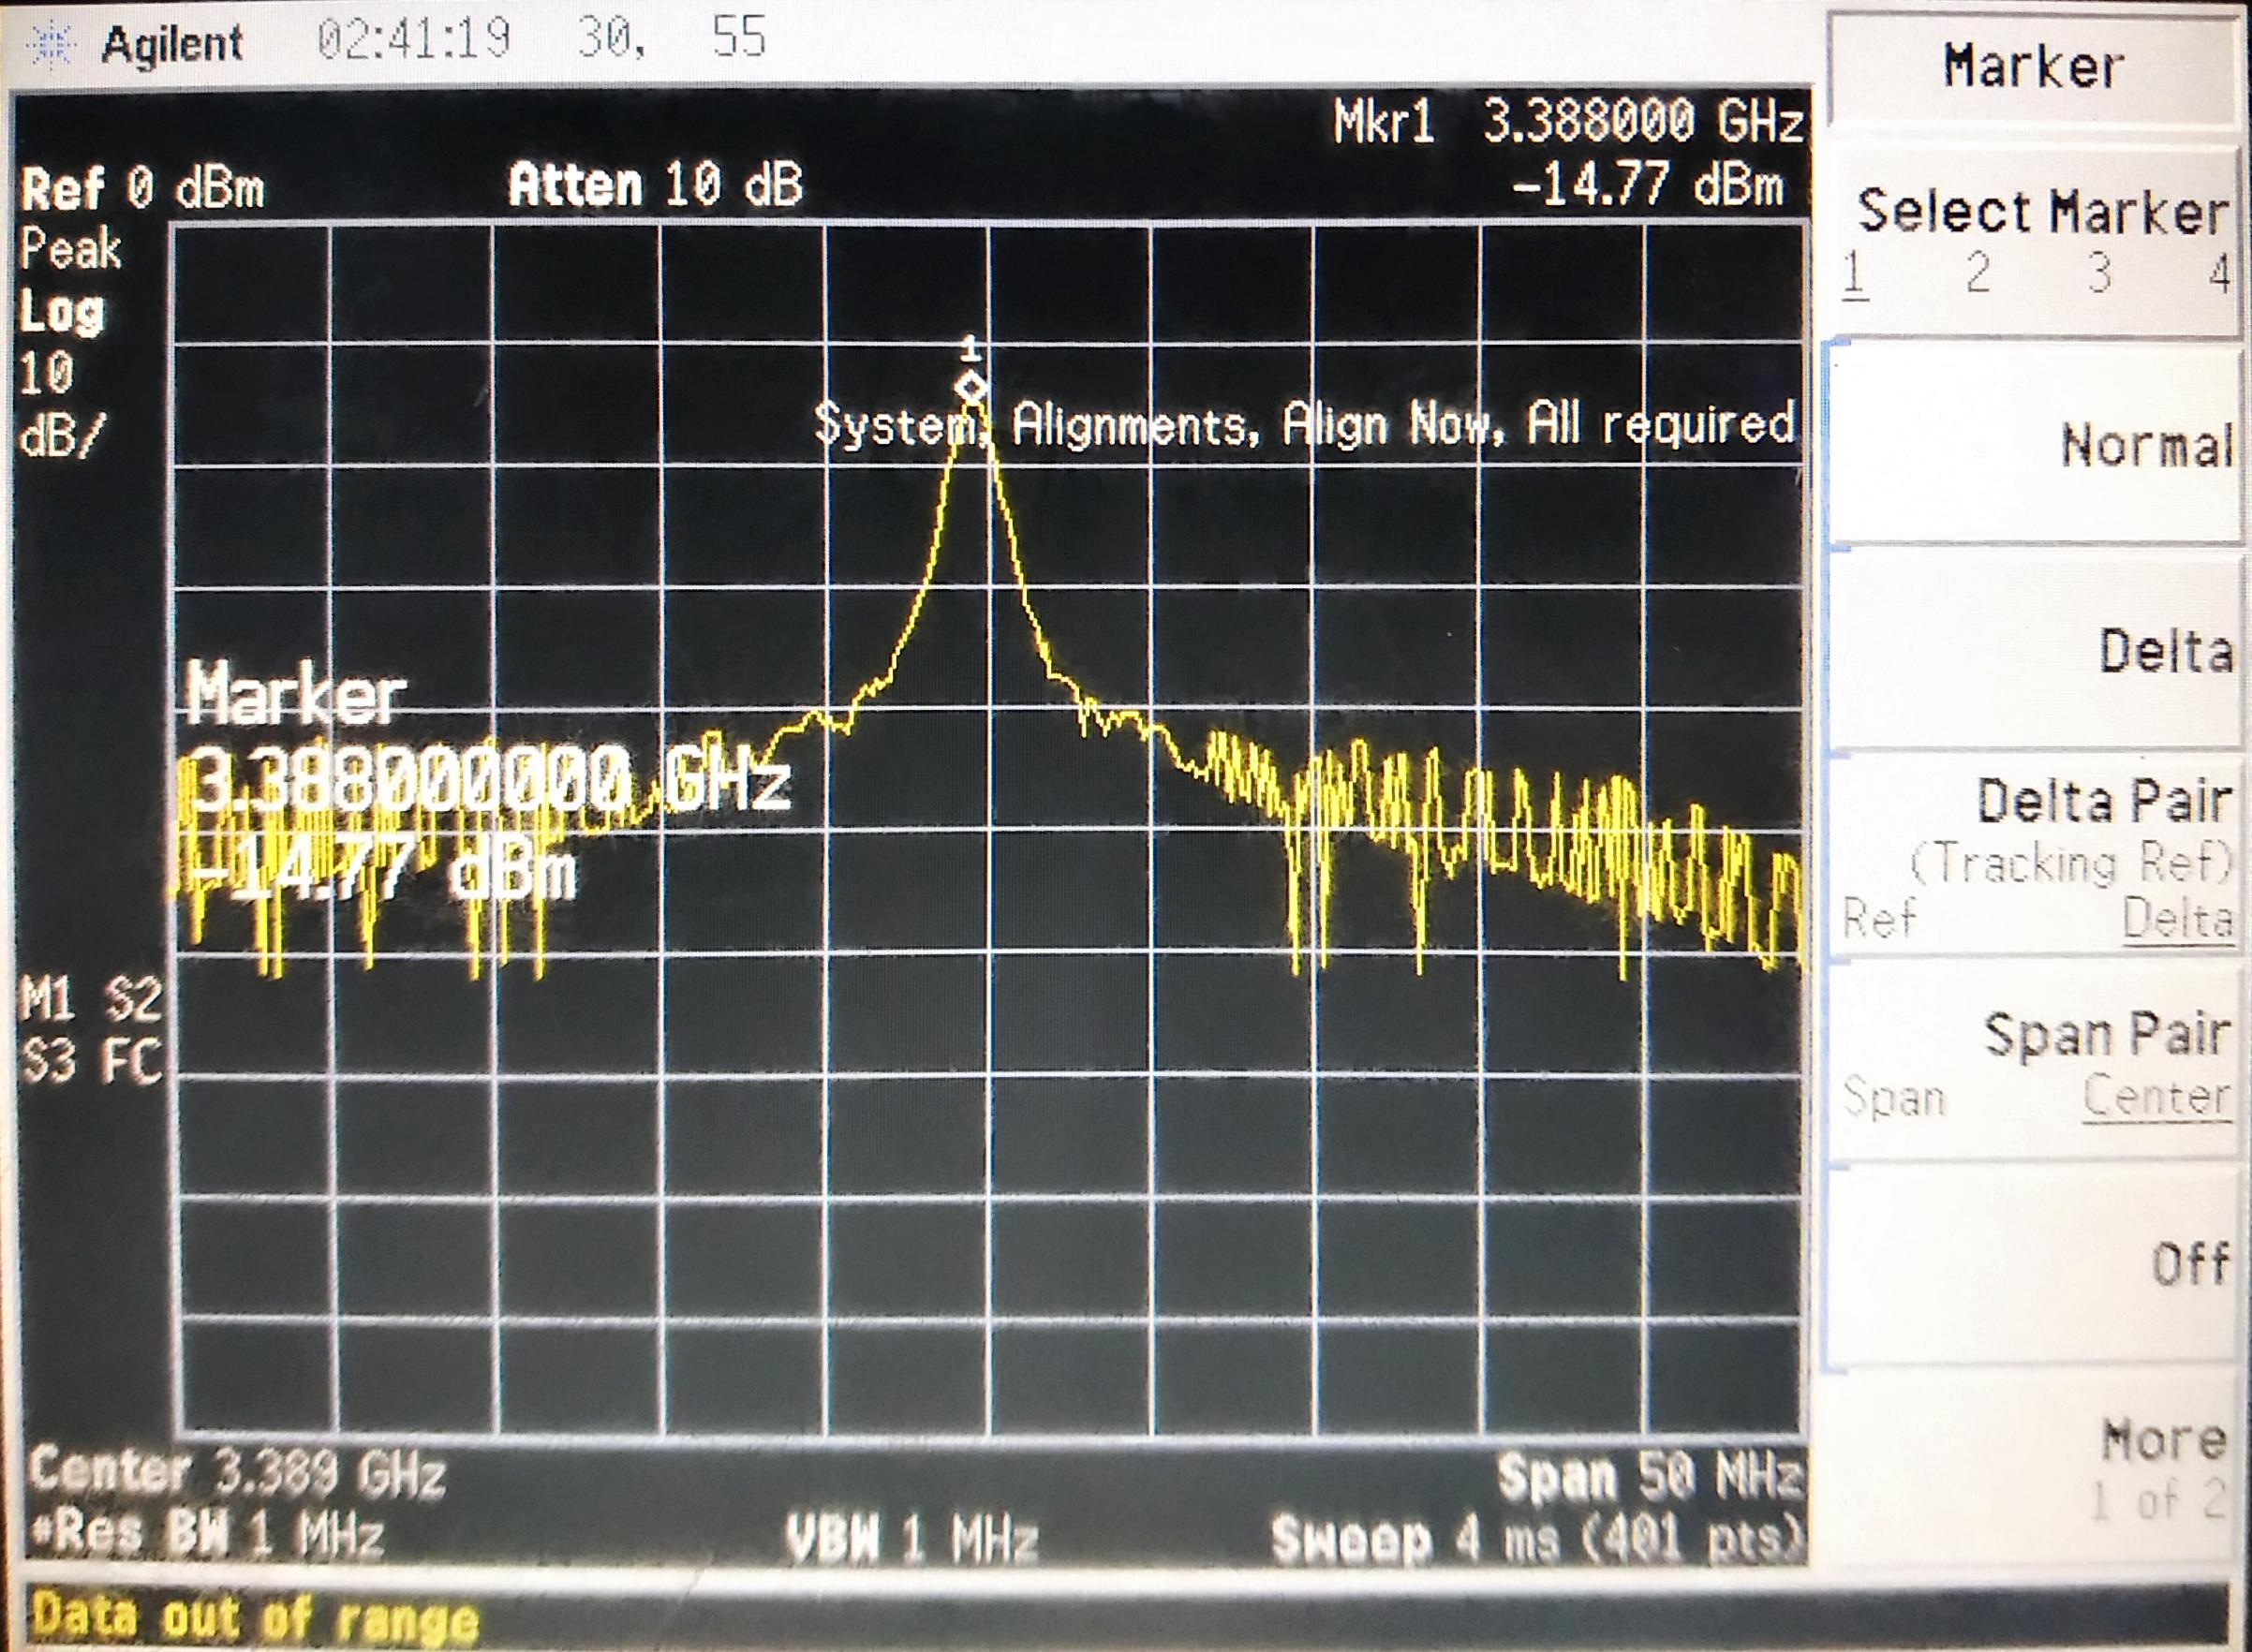 Agilent 02:41:19 30, 55
Mkr1 3.388000 GHz
Ref 0 dBm Atten 10 dB -14.77 dBm
Peak
Log
10
dB/
1
System, Alignments, Align Now, All required
Marker
3.388000000 GHz
-14.77 dBm
M1 S2
S3 FC
Center 3.389 GHz Span 50 MHz
#Res BW 1 MHz VBW 1 MHz Sweep 4 ms (401 pts)
Data out of range
Marker
Select Marker
1 2 3 4
Normal
Delta
Delta Pair
(Tracking Ref)
Ref Delta
Span Pair
Span Center
Off
More
1 of 2